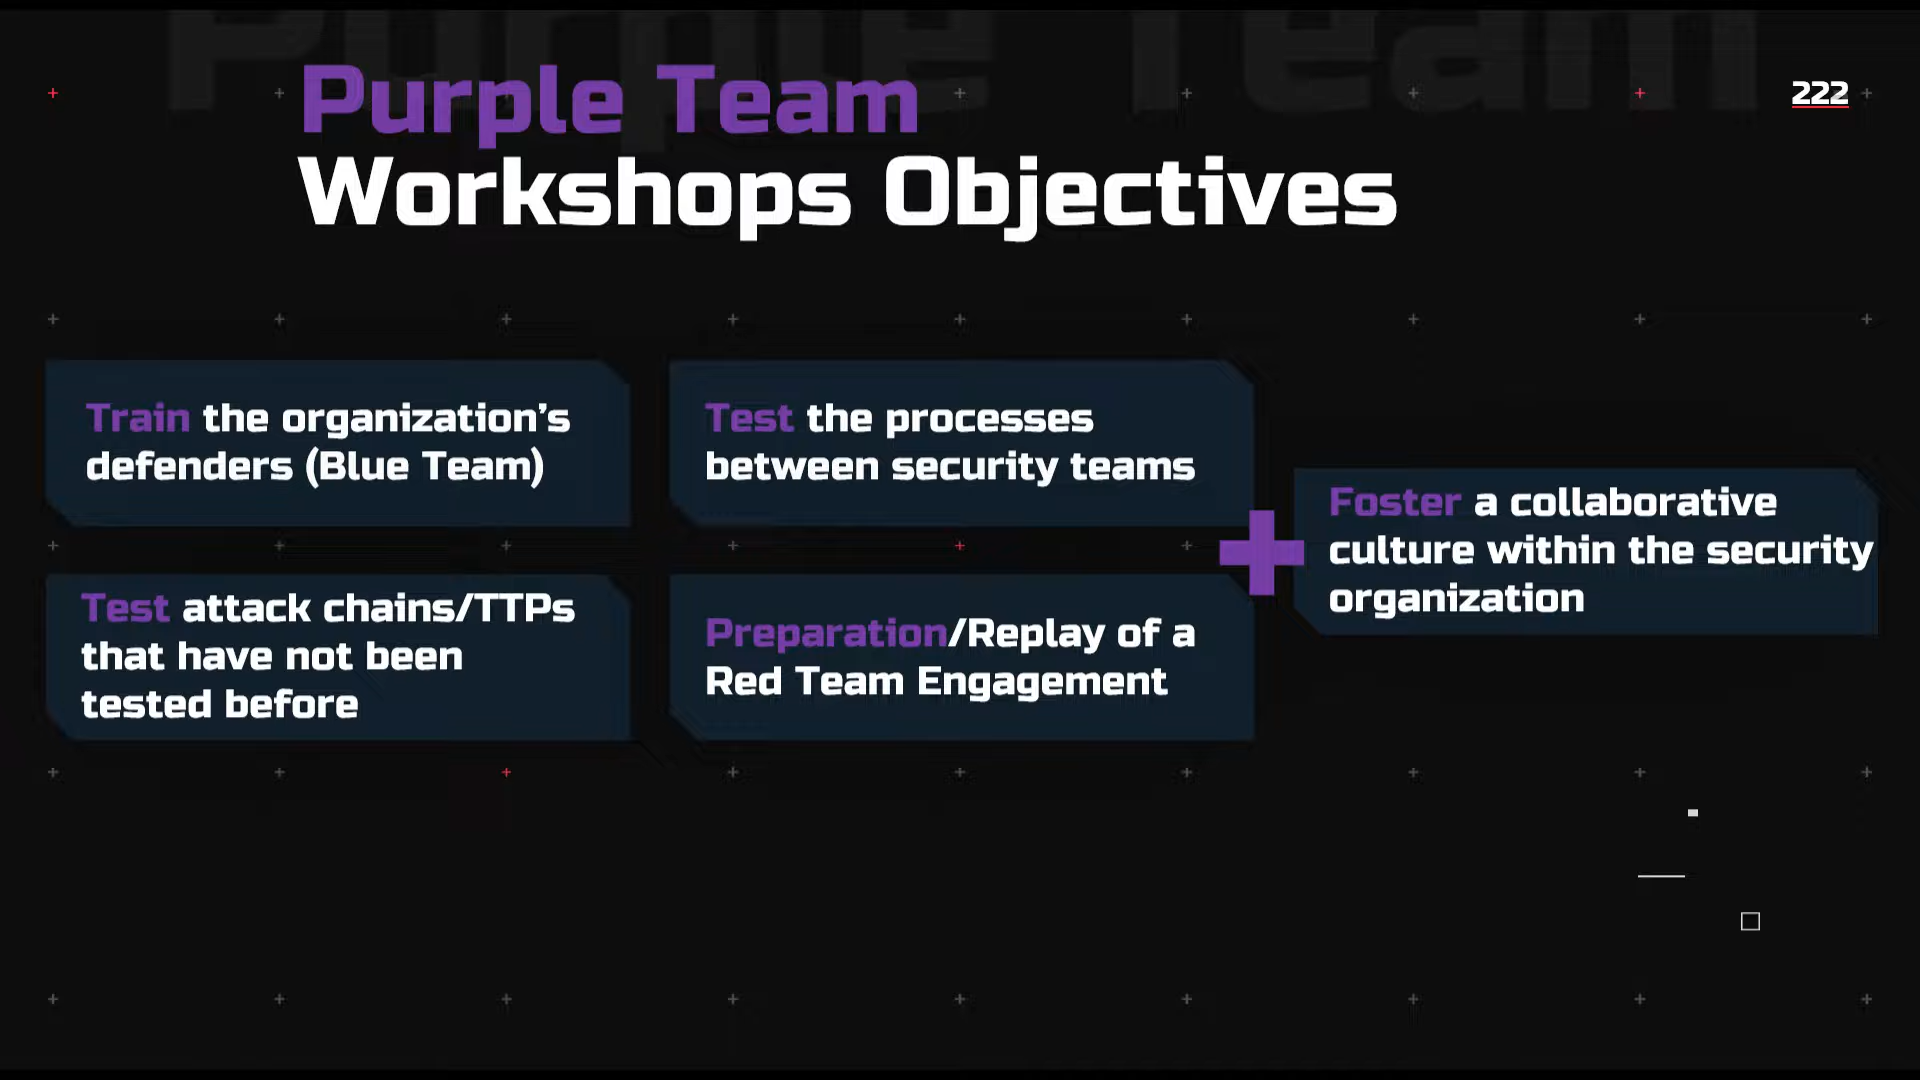 Purple Team
Purple Team
Workshops Objectives
222
Train the organization’s
defenders (Blue Team)
Test the processes
between security teams
Test attack chains/TTPs
that have not been
tested before
Preparation/Replay of a
Red Team Engagement
Foster a collaborative
culture within the security
organization